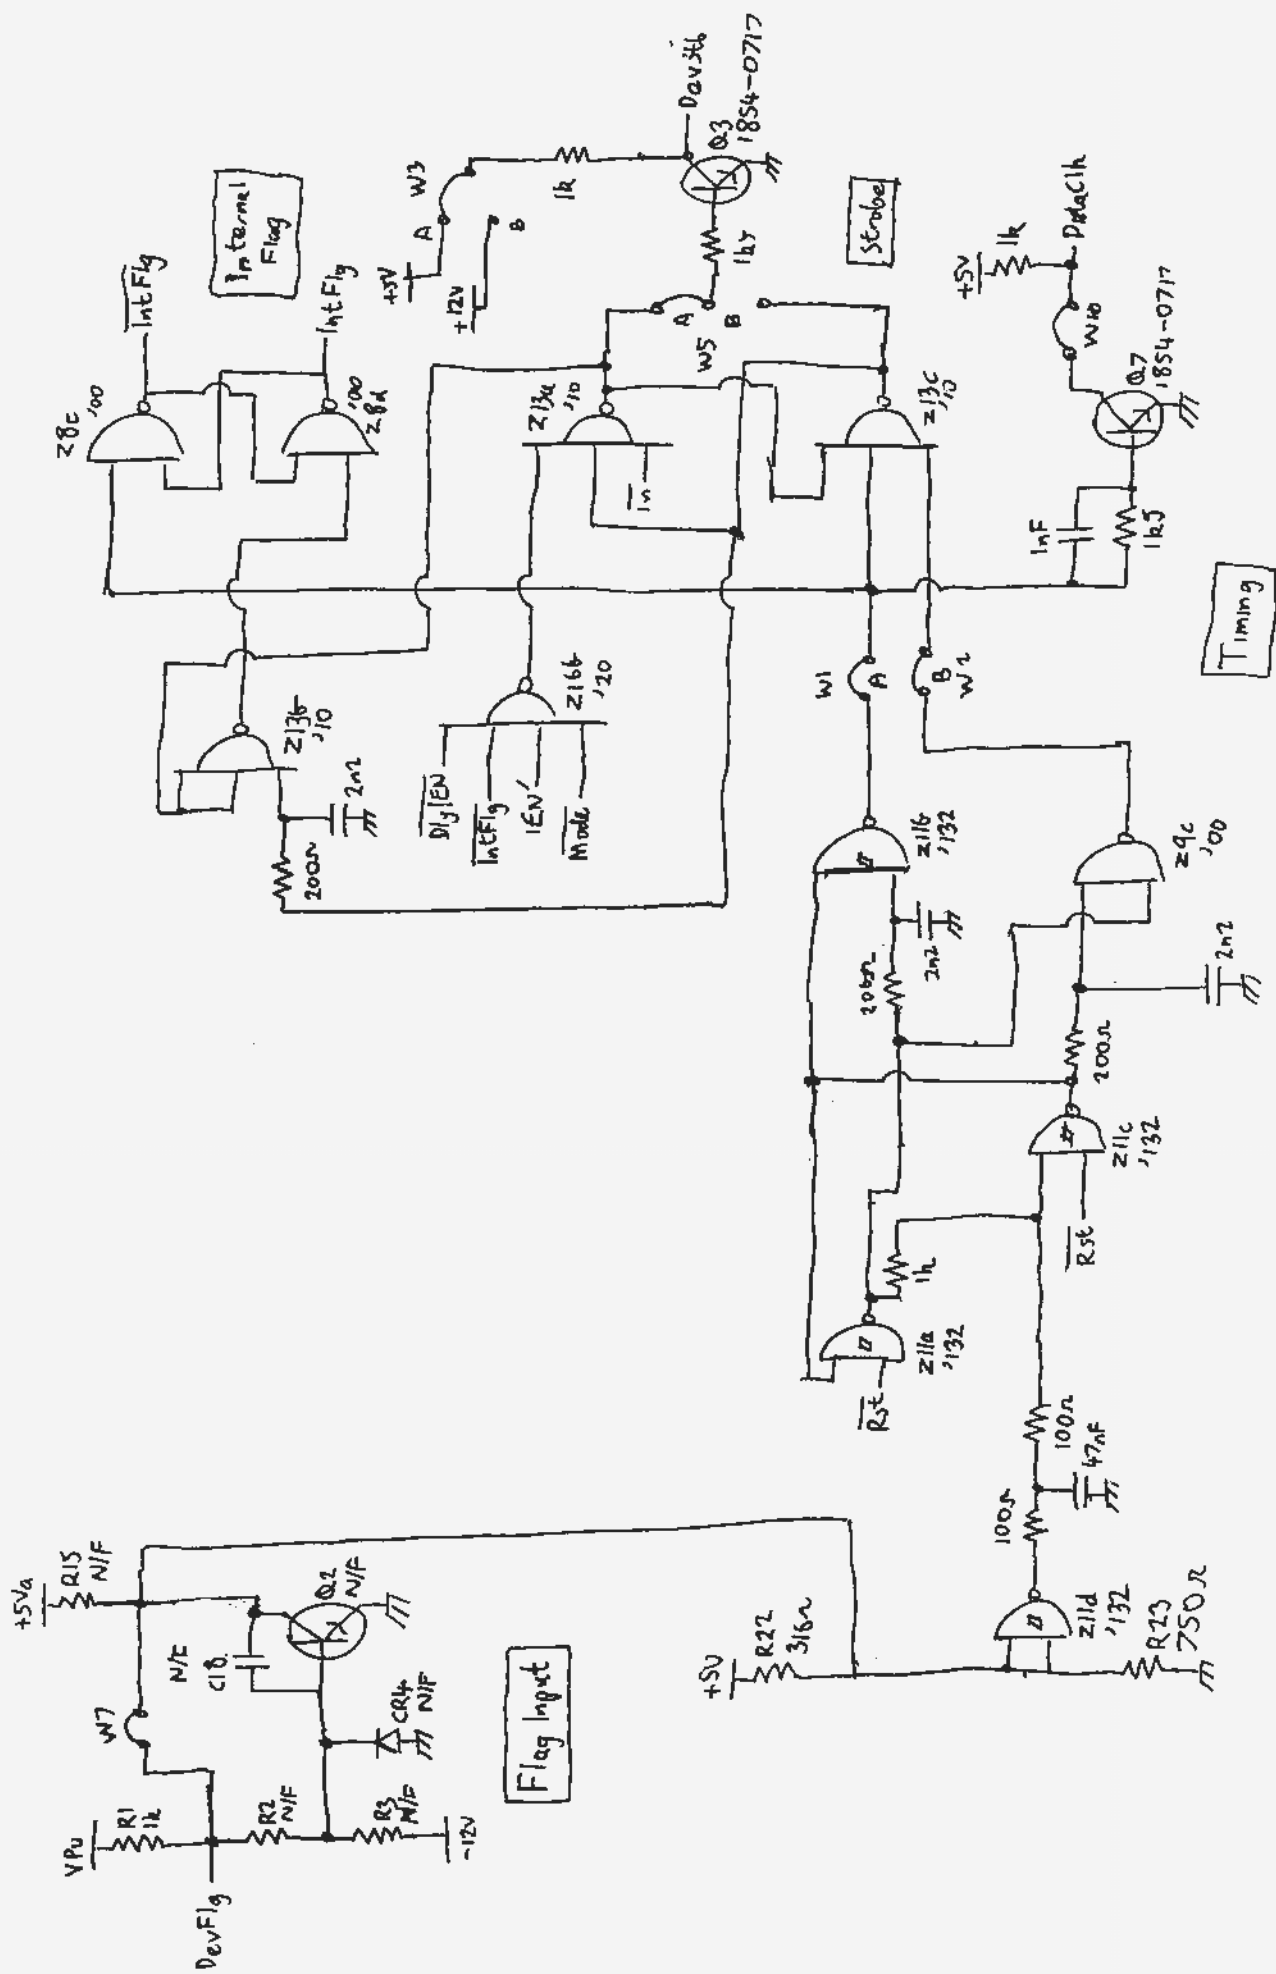 DevFlg
VPu
R1
1k
R2
N/F
R3
N/F
-12V
W7
CR4
N/F
C18
N/F
Q2
N/F
+5Va
R15
N/F
Flag Input
+5V
R22
316Ω
Z11d
'132
R23
750Ω
100Ω
47nF
100Ω
Rst
Z11a
'132
1k
Rst
Z11c
'132
200Ω
2n2
200Ω
2n2
Z11b
'132
Z9c
'00
W1
A
B
W2
Timing
200Ω
2n2
Z13b
'10
DlyIEN
IntFlg
IEN'
Mode
Z16b
'20
In
Z13a
'10
Z13c
'10
1nF
1k5
Q7
1854-0717
W10
+5V
1k
DataClk
Z8c
'00
Z8d
'00
IntFlg
IntFlg
Internal
Flag
+5V
A
W3
+12V
B
1k
W5
A
B
1k5
Q3
1854-0717
DevStb
Strobe